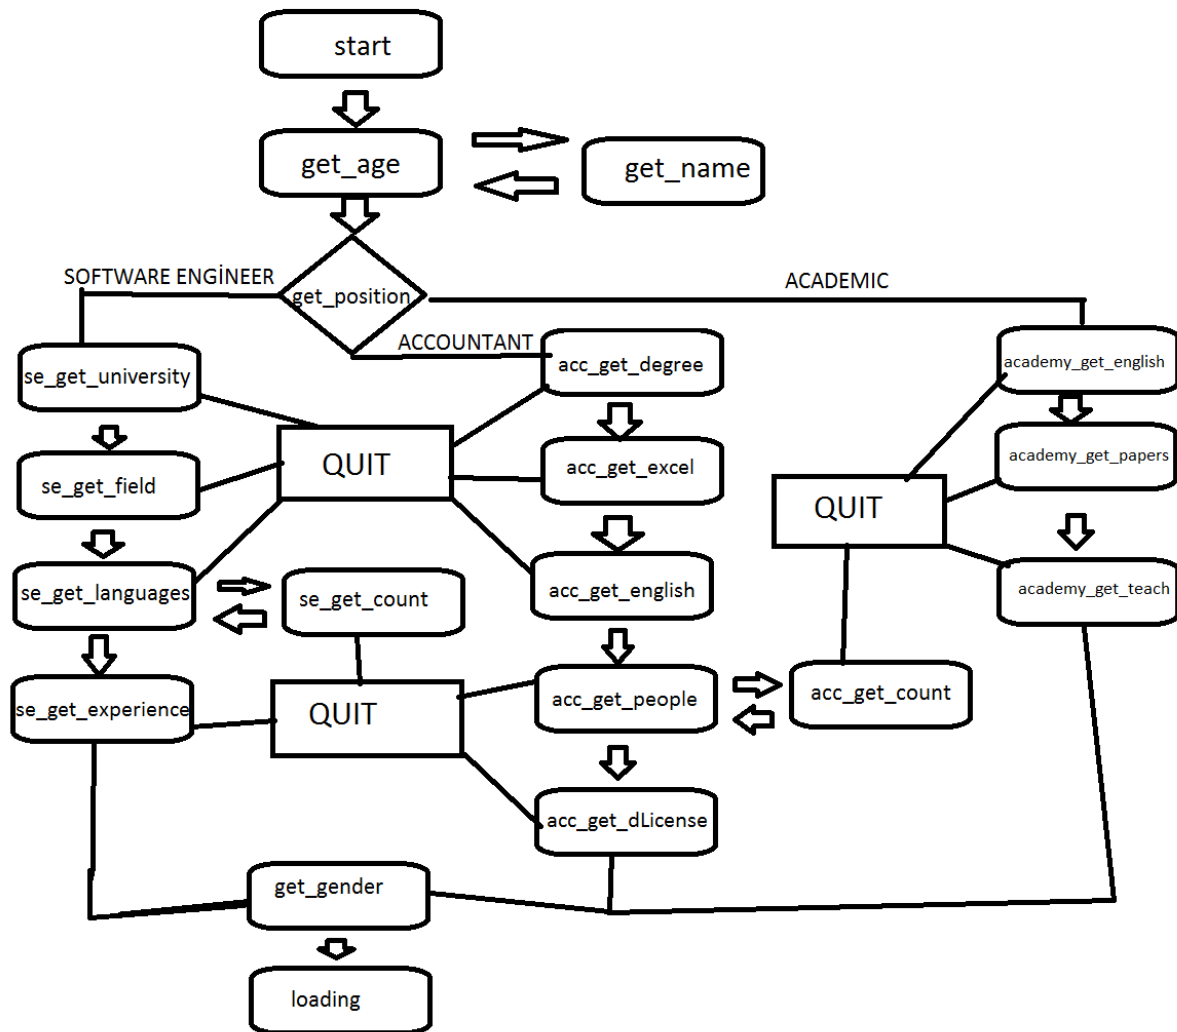 start
get_age
get_name
SOFTWARE ENGİNEER
get_position
ACADEMIC
ACCOUNTANT
se_get_university
acc_get_degree
academy_get_english
QUIT
se_get_field
acc_get_excel
academy_get_papers
QUIT
se_get_languages
se_get_count
acc_get_english
academy_get_teach
se_get_experience
QUIT
acc_get_people
acc_get_count
acc_get_dLicense
get_gender
loading